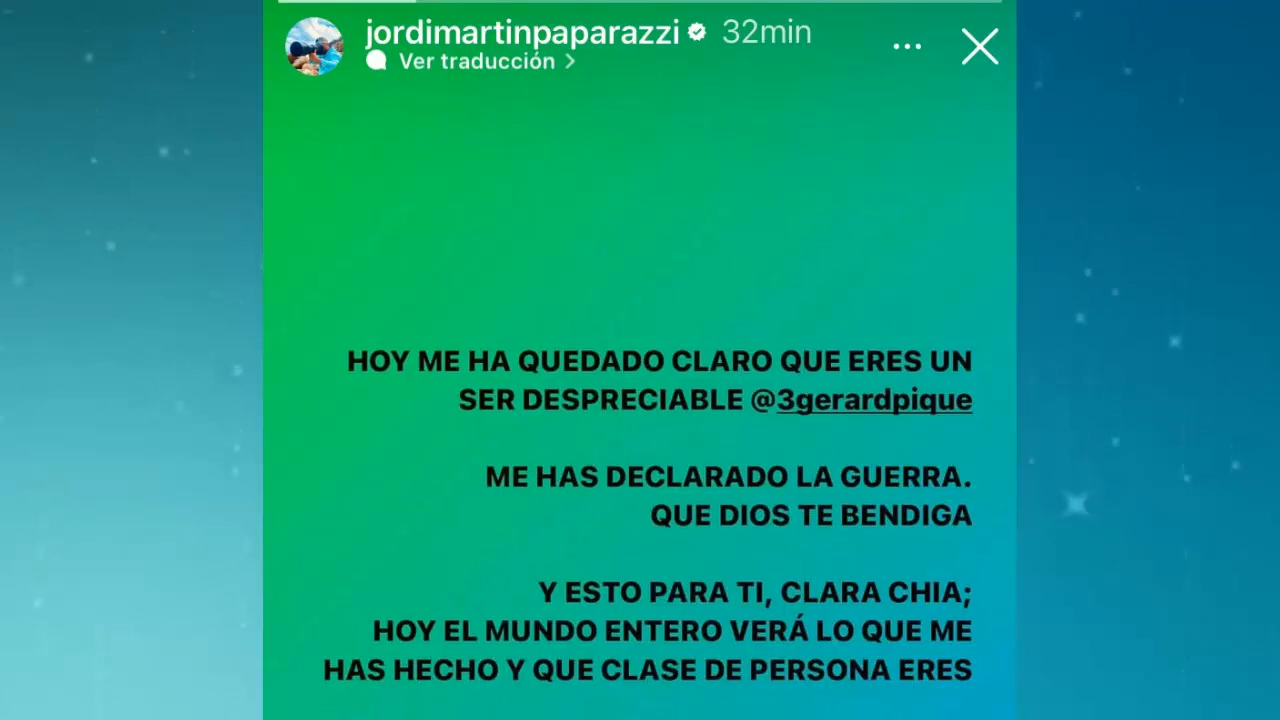 jordimartinpaparazzi 32min
Ver traducción
HOY ME HA QUEDADO CLARO QUE ERES UN
SER DESPRECIABLE @3gerardpique
ME HAS DECLARADO LA GUERRA.
QUE DIOS TE BENDIGA
Y ESTO PARA TI, CLARA CHIA;
HOY EL MUNDO ENTERO VERÁ LO QUE ME
HAS HECHO Y QUE CLASE DE PERSONA ERES